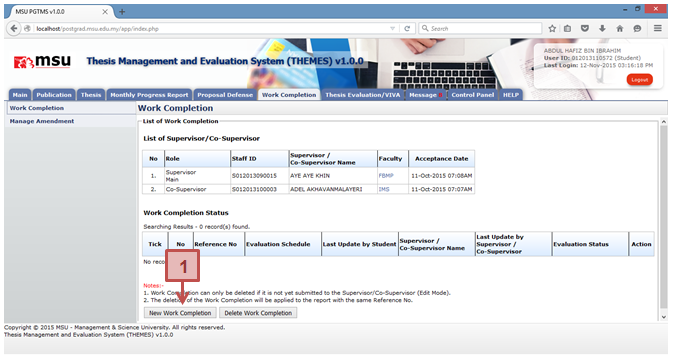 MSU PGTMS v1.0.0
localhost/postgrad.msu.edu.my/app/index.php
Search
msu
Thesis Management and Evaluation System (THEMES) v1.0.0
ABDUL HAFIZ BIN IBRAHIM
User ID: 012013110572 (Student)
Last Login: 12-Nov-2015 03:16:18 PM
Logout
Main Publication Thesis Monthly Progress Report Proposal Defense Work Completion Thesis Evaluation/VIVA Message Control Panel HELP
Work Completion
Manage Amendment
Work Completion
List of Work Completion
List of Supervisor/Co-Supervisor
No Role Staff ID Supervisor / Co-Supervisor Name Faculty Acceptance Date
1. Supervisor Main S012013090015 AYE AYE KHIN FBMP 11-Oct-2015 07:08AM
2. Co-Supervisor S012013100003 ADEL AKHAVANMALAYERI IMS 11-Oct-2015 07:07AM
Work Completion Status
Searching Results - 0 record(s) found.
Tick No Reference No Evaluation Schedule Last Update by Student Supervisor / Co-Supervisor Name Last Update by Supervisor / Co-Supervisor Evaluation Status Action
No reco
1
Notes:-
1. Work Completion can only be deleted if it is not yet submitted to the Supervisor/Co-Supervisor (Edit Mode).
2. The deletion of the Work Completion will be applied to the report with the same Reference No.
New Work Completion Delete Work Completion
Copyright © 2015 MSU - Management & Science University. All rights reserved.
Thesis Management and Evaluation System (THEMES) v1.0.0